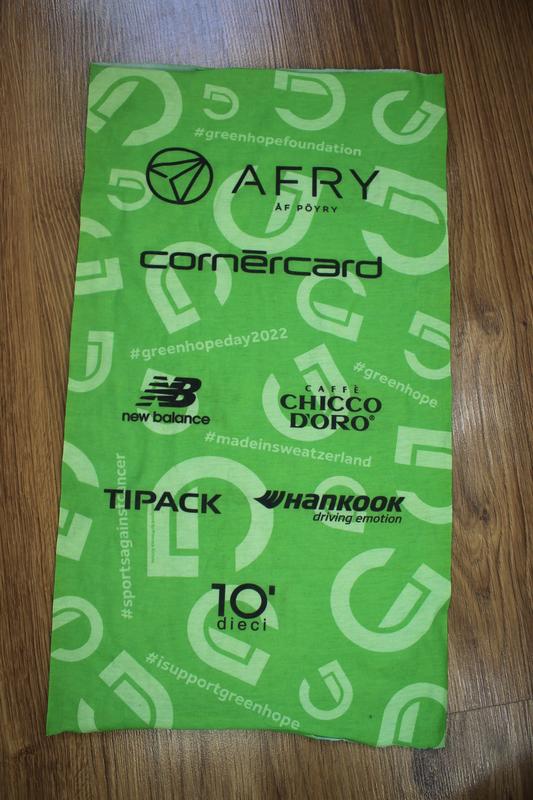 #greenhopefoundation
AFRY
ÅF PÖYRY
cornèrcard
#greenhopeday2022
#greenhope
new balance
CAFFÈ
CHICCO
D'ORO®
#madeinsweatzerland
#sportsagainstcancer
TIPACK
HANKOOK
driving emotion
10'
dieci
#isupportgreenhope